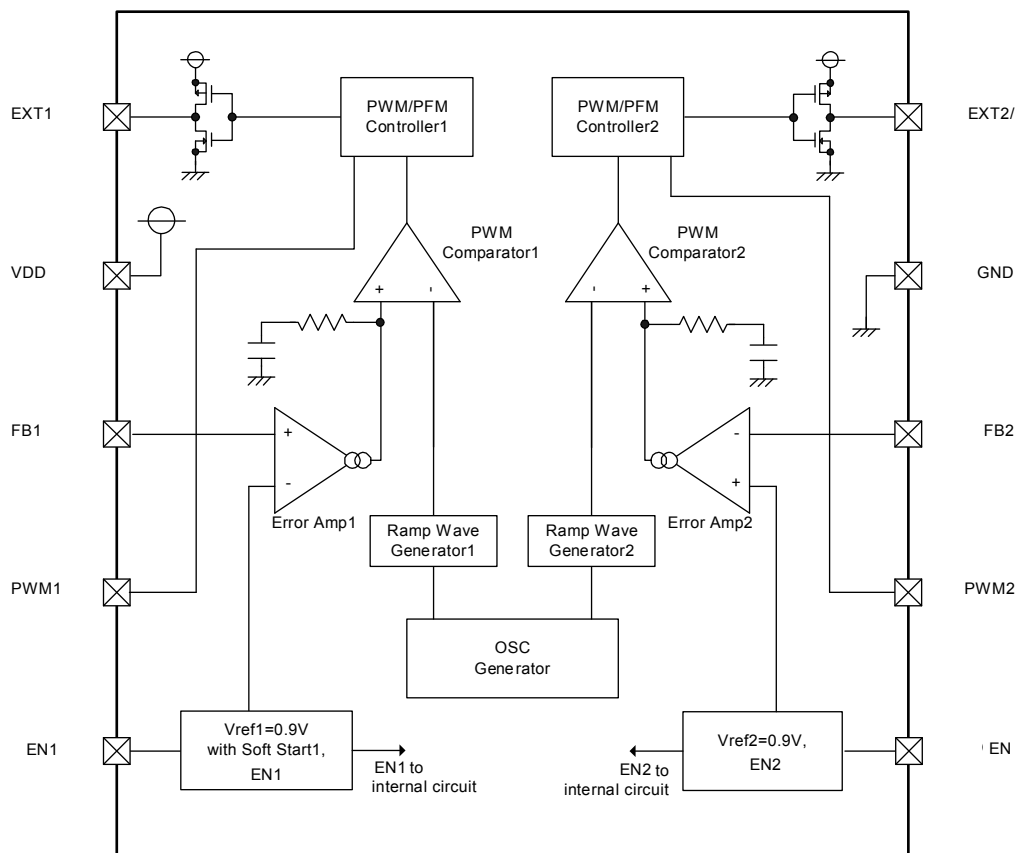 EXT1
PWM/PFM
Controller1
PWM/PFM
Controller2
EXT2/
VDD
PWM
Comparator1
PWM
Comparator2
GND
+
-
-
+
FB1
+
-
Error Amp1
-
+
Error Amp2
FB2
Ramp Wave
Generator1
Ramp Wave
Generator2
PWM1
PWM2
OSC
Generator
EN1
Vref1=0.9V
with Soft Start1,
EN1
EN1 to
internal circuit
EN2 to
internal circuit
Vref2=0.9V,
EN2
EN